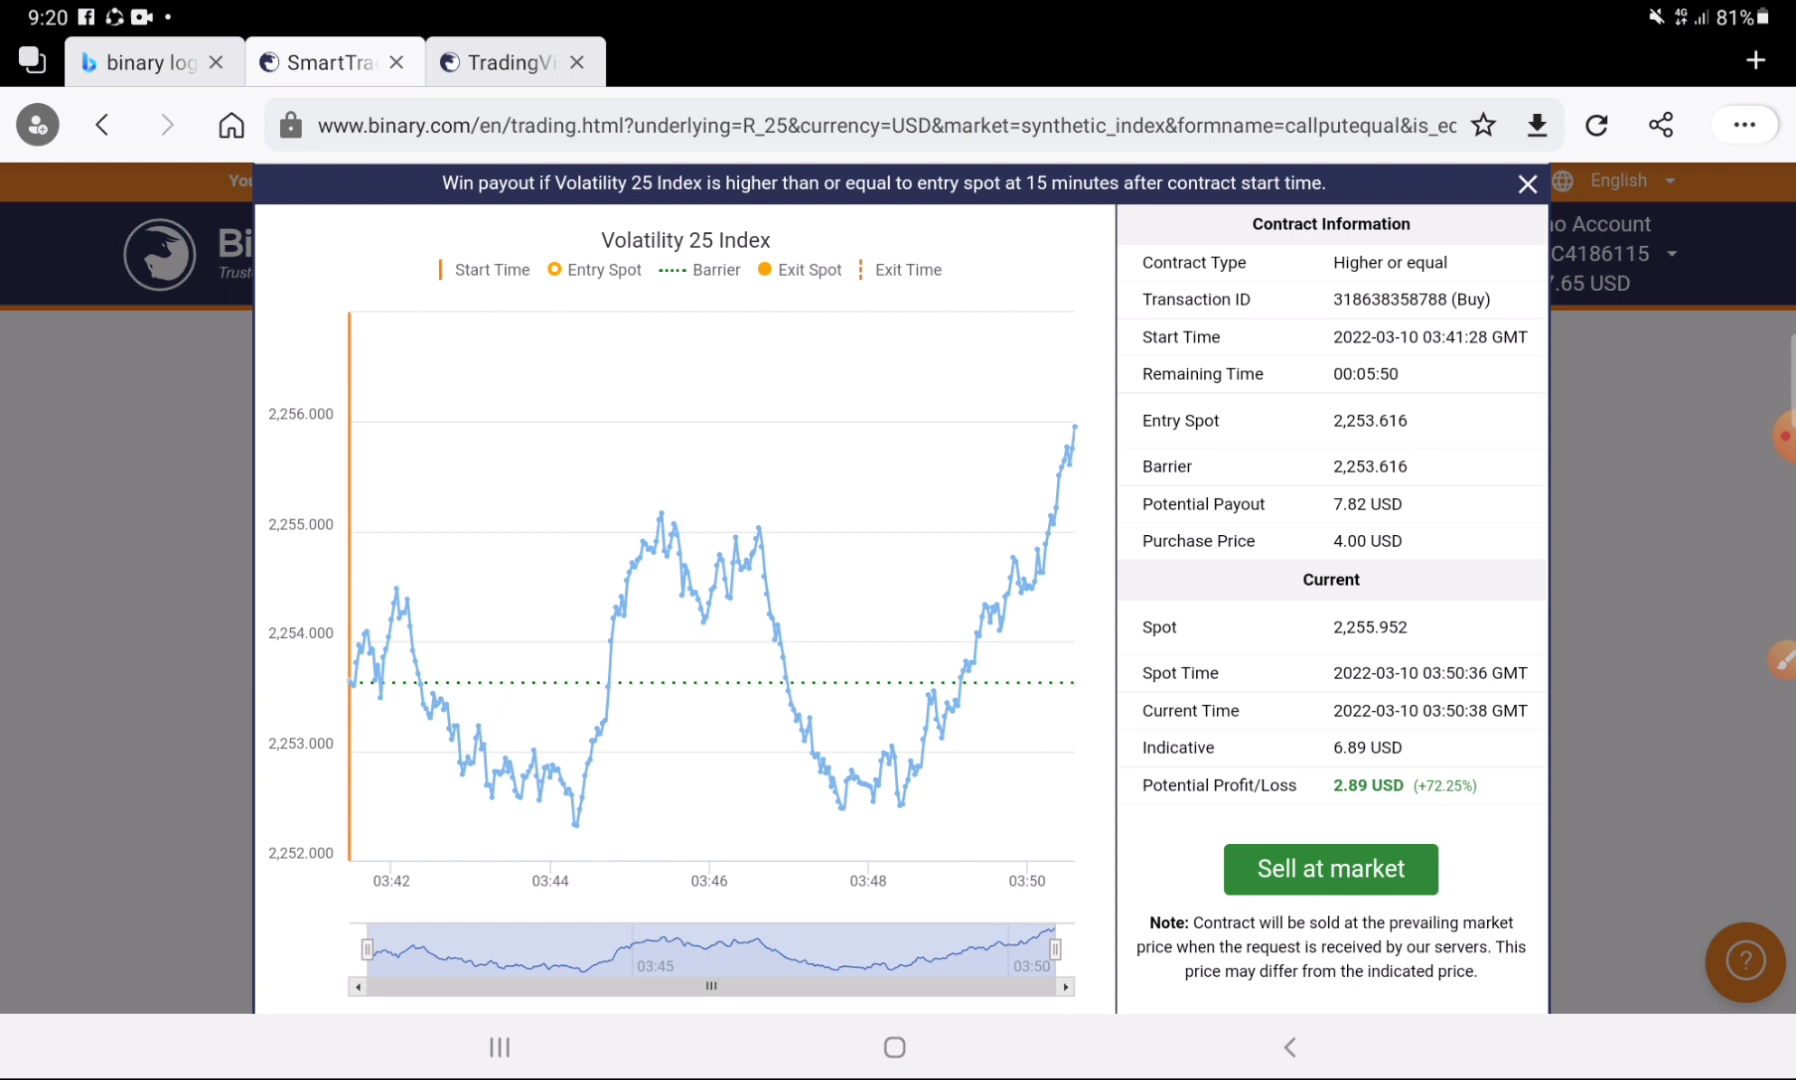 9:20
4G
81%
binary log
SmartTra
TradingVi
www.binary.com/en/trading.html?underlying=R_25&currency=USD&market=synthetic_index&formname=callputequal&is_ec
You
Win payout if Volatility 25 Index is higher than or equal to entry spot at 15 minutes after contract start time.
English
Bi
Trust
o Account
C4186115
.65 USD
Volatility 25 Index
Start Time
Entry Spot
Barrier
Exit Spot
Exit Time
2,256.000
2,255.000
2,254.000
2,253.000
2,252.000
03:42
03:44
03:46
03:48
03:50
03:45
03:50
Contract Information
Contract Type Higher or equal
Transaction ID 318638358788 (Buy)
Start Time 2022-03-10 03:41:28 GMT
Remaining Time 00:05:50
Entry Spot 2,253.616
Barrier 2,253.616
Potential Payout 7.82 USD
Purchase Price 4.00 USD
Current
Spot 2,255.952
Spot Time 2022-03-10 03:50:36 GMT
Current Time 2022-03-10 03:50:38 GMT
Indicative 6.89 USD
Potential Profit/Loss 2.89 USD (+72.25%)
Sell at market
Note: Contract will be sold at the prevailing market
price when the request is received by our servers. This
price may differ from the indicated price.